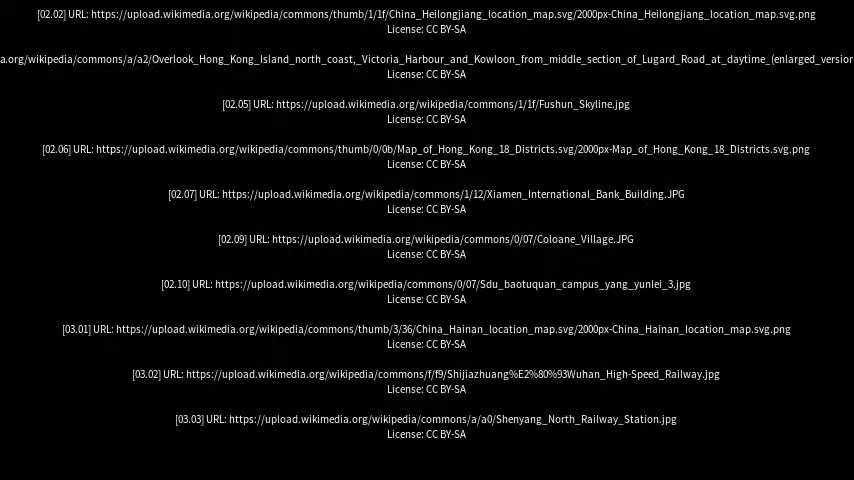 [02.02] URL: https://upload.wikimedia.org/wikipedia/commons/thumb/1/1f/China_Heilongjiang_location_map.svg/2000px-China_Heilongjiang_location_map.svg.png
License: CC BY-SA
a.org/wikipedia/commons/a/a2/Overlook_Hong_Kong_Island_north_coast,_Victoria_Harbour_and_Kowloon_from_middle_section_of_Lugard_Road_at_daytime_(enlarged_version
License: CC BY-SA
[02.05] URL: https://upload.wikimedia.org/wikipedia/commons/1/1f/Fushun_Skyline.jpg
License: CC BY-SA
[02.06] URL: https://upload.wikimedia.org/wikipedia/commons/thumb/0/0b/Map_of_Hong_Kong_18_Districts.svg/2000px-Map_of_Hong_Kong_18_Districts.svg.png
License: CC BY-SA
[02.07] URL: https://upload.wikimedia.org/wikipedia/commons/1/12/Xiamen_International_Bank_Building.JPG
License: CC BY-SA
[02.09] URL: https://upload.wikimedia.org/wikipedia/commons/0/07/Coloane_Village.JPG
License: CC BY-SA
[02.10] URL: https://upload.wikimedia.org/wikipedia/commons/0/07/Sdu_baotuquan_campus_yang_yunlei_3.jpg
License: CC BY-SA
[03.01] URL: https://upload.wikimedia.org/wikipedia/commons/thumb/3/36/China_Hainan_location_map.svg/2000px-China_Hainan_location_map.svg.png
License: CC BY-SA
[03.02] URL: https://upload.wikimedia.org/wikipedia/commons/f/f9/Shijiazhuang%E2%80%93Wuhan_High-Speed_Railway.jpg
License: CC BY-SA
[03.03] URL: https://upload.wikimedia.org/wikipedia/commons/a/a0/Shenyang_North_Railway_Station.jpg
License: CC BY-SA